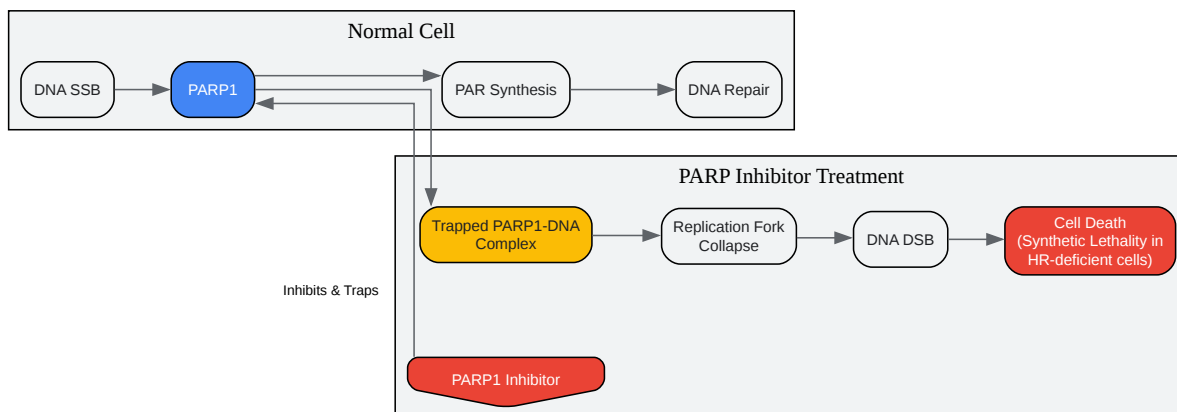 Normal Cell
DNA SSB
PARP1
PAR Synthesis
DNA Repair
PARP Inhibitor Treatment
Trapped PARP1-DNA
Complex
Replication Fork
Collapse
DNA DSB
Cell Death
(Synthetic Lethality in
HR-deficient cells)
Inhibits & Traps
PARP1 Inhibitor